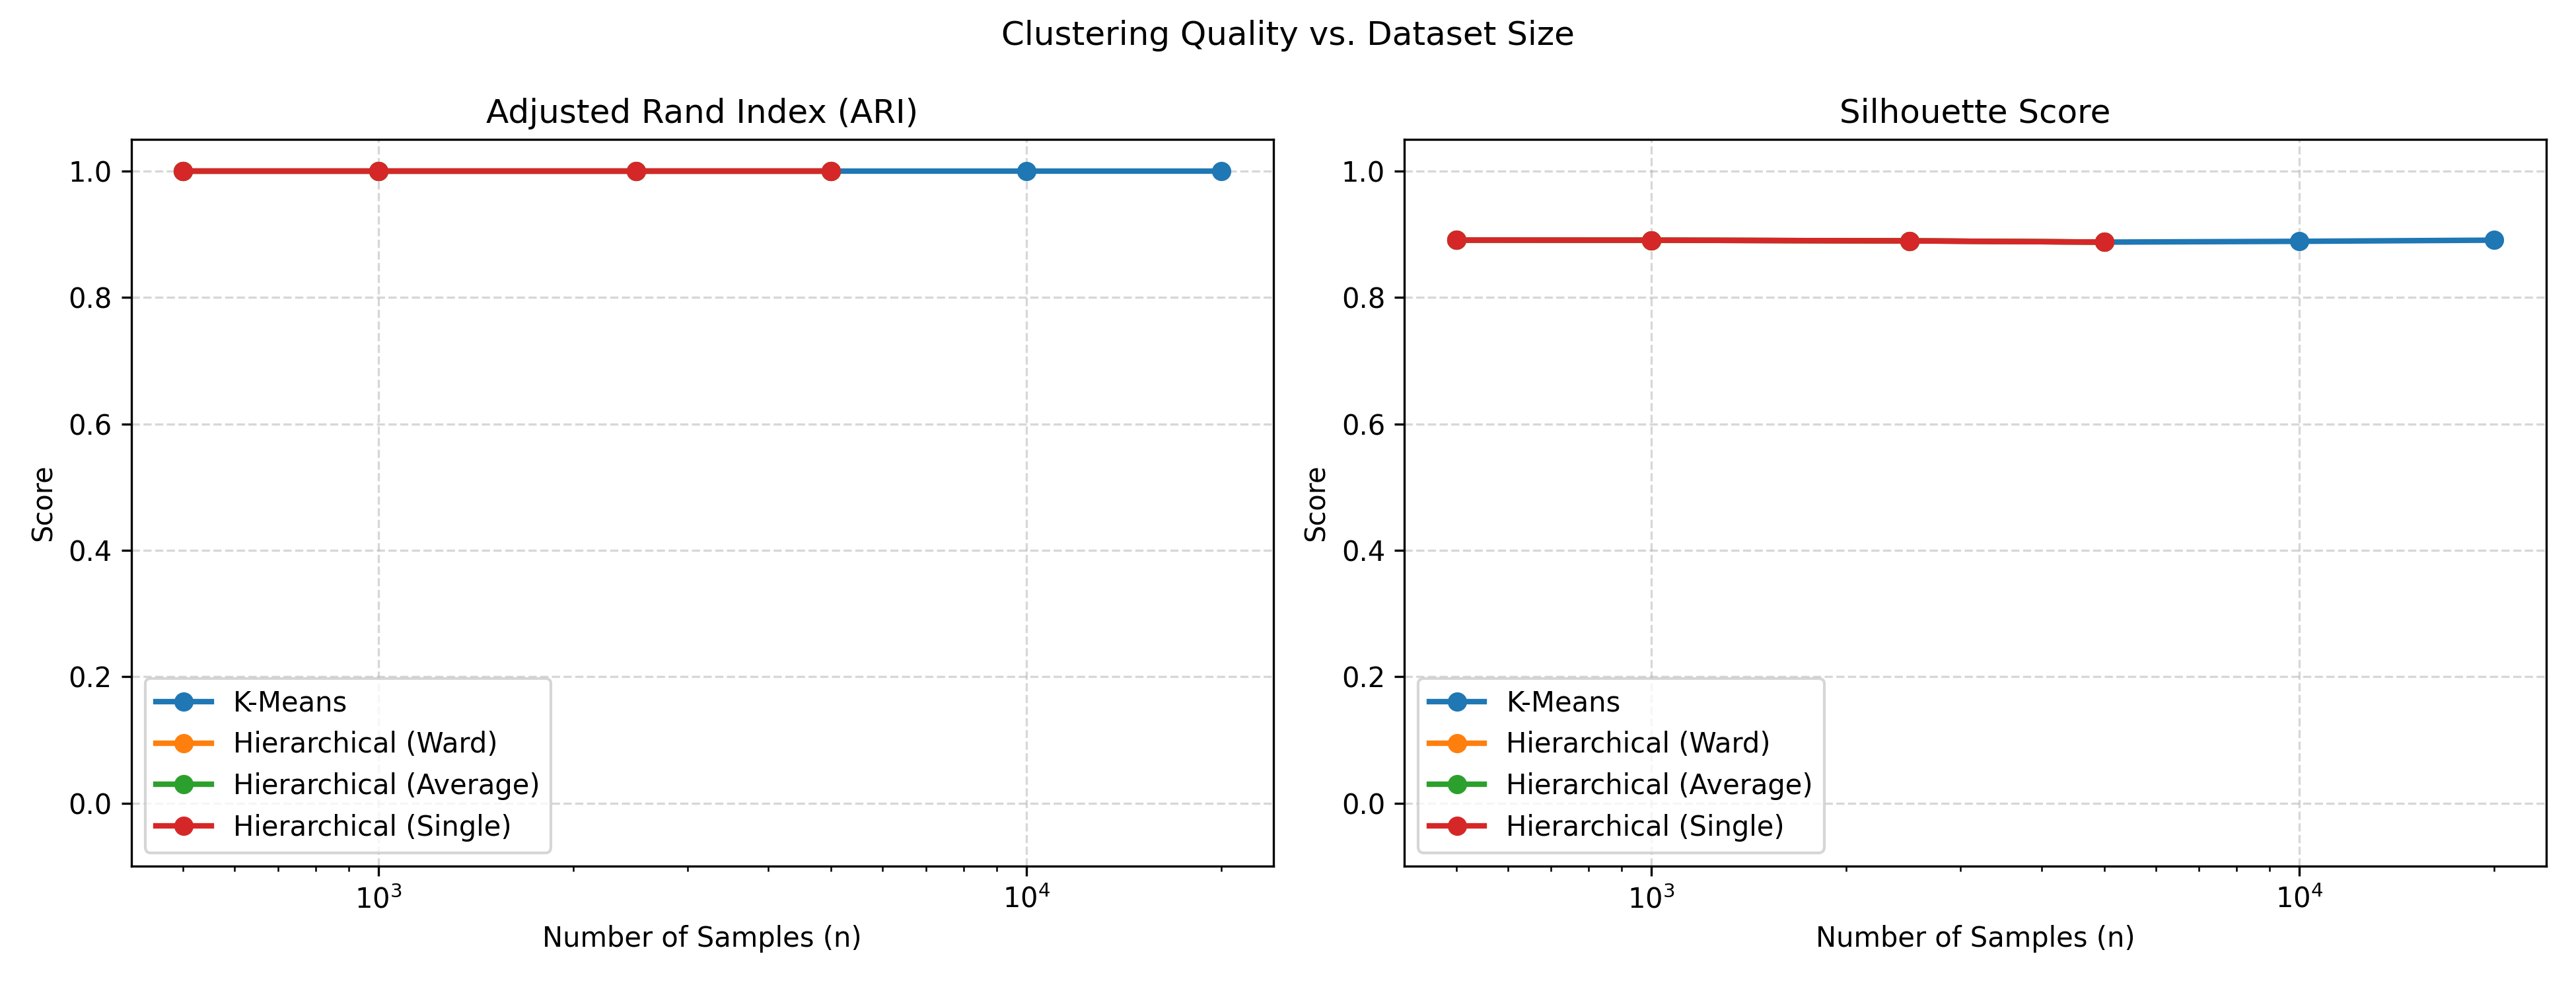 Clustering Quality vs. Dataset Size
Adjusted Rand Index (ARI)
1.0
0.8
0.6
0.4
0.2
0.0
Score
K-Means
Hierarchical (Ward)
Hierarchical (Average)
Hierarchical (Single)
10³
10⁴
Number of Samples (n)
Silhouette Score
1.0
0.8
0.6
0.4
0.2
0.0
Score
K-Means
Hierarchical (Ward)
Hierarchical (Average)
Hierarchical (Single)
10³
10⁴
Number of Samples (n)